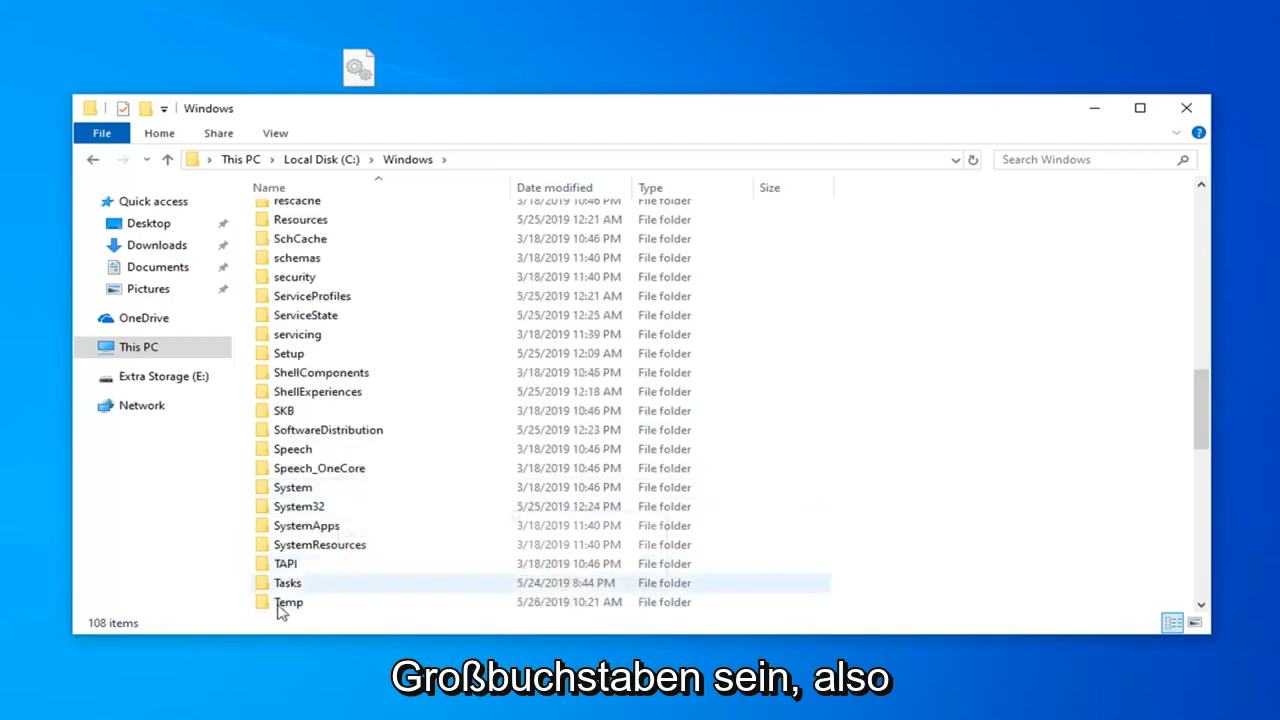 Windows
File Home Share View
This PC Local Disk (C:) Windows
Search Windows
Name Date modified Type Size
Quick access
Desktop
Downloads
Documents
Pictures
OneDrive
This PC
Extra Storage (E:)
Network
rescache 3/18/2019 10:46 PM File folder
Resources 5/25/2019 12:21 AM File folder
SchCache 3/18/2019 10:46 PM File folder
schemas 3/18/2019 11:40 PM File folder
security 3/18/2019 11:40 PM File folder
ServiceProfiles 5/25/2019 12:21 AM File folder
ServiceState 5/25/2019 12:25 AM File folder
servicing 3/18/2019 11:39 PM File folder
Setup 5/25/2019 12:09 AM File folder
ShellComponents 3/18/2019 10:46 PM File folder
ShellExperiences 5/25/2019 12:18 AM File folder
SKB 3/18/2019 10:46 PM File folder
SoftwareDistribution 5/25/2019 12:23 PM File folder
Speech 3/18/2019 10:46 PM File folder
Speech_OneCore 3/18/2019 10:46 PM File folder
System 3/18/2019 10:46 PM File folder
System32 5/25/2019 12:24 PM File folder
SystemApps 3/18/2019 11:40 PM File folder
SystemResources 3/18/2019 11:40 PM File folder
TAPI 3/18/2019 10:46 PM File folder
Tasks 5/24/2019 8:44 PM File folder
Temp 5/26/2019 10:21 AM File folder
108 items
Großbuchstaben sein, also